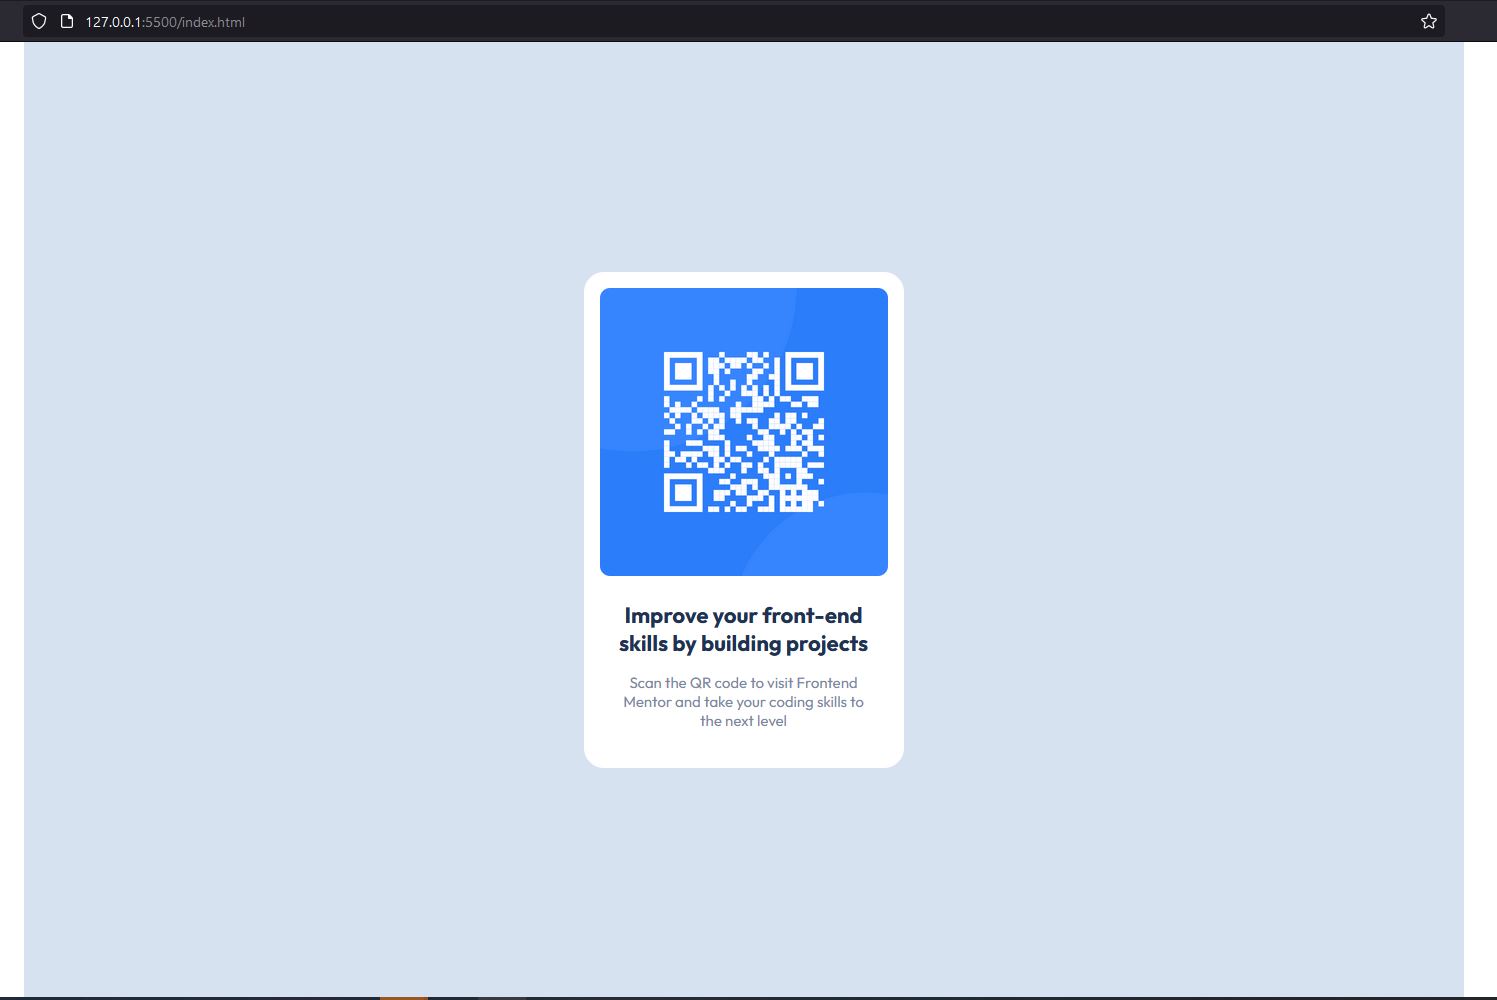 127.0.0.1:5500/index.html
Improve your front-end
skills by building projects
Scan the QR code to visit Frontend
Mentor and take your coding skills to
the next level